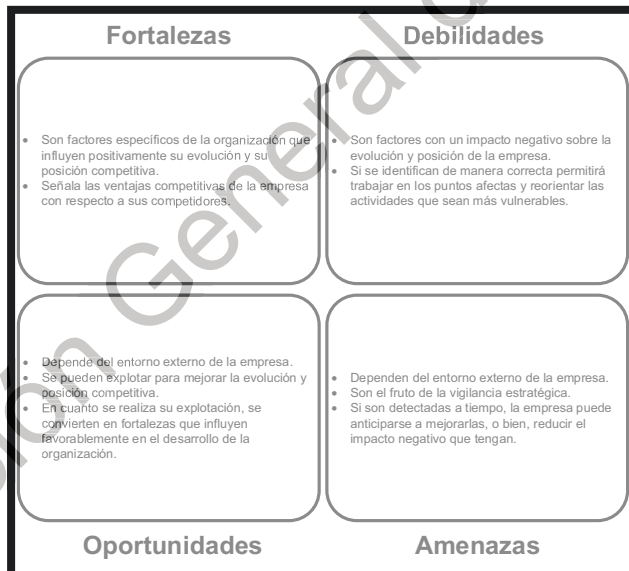 Fortalezas
Debilidades
• Son factores específicos de la organización que
influyen positivamente su evolución y su
posición competitiva.
• Señala las ventajas competitivas de la empresa
con respecto a sus competidores.
• Son factores con un impacto negativo sobre la
evolución y posición de la empresa.
• Si se identifican de manera correcta permitirá
trabajar en los puntos afectas y reorientar las
actividades que sean más vulnerables.
• Depende del entorno externo de la empresa.
• Se pueden explotar para mejorar la evolución y
posición competitiva.
• En cuanto se realiza su explotación, se
convierten en fortalezas que influyen
favorablemente en el desarrollo de la
organización.
• Dependen del entorno externo de la empresa.
• Son el fruto de la vigilancia estratégica.
• Si son detectadas a tiempo, la empresa puede
anticiparse a mejorarlas, o bien, reducir el
impacto negativo que tengan.
Oportunidades
Amenazas
General